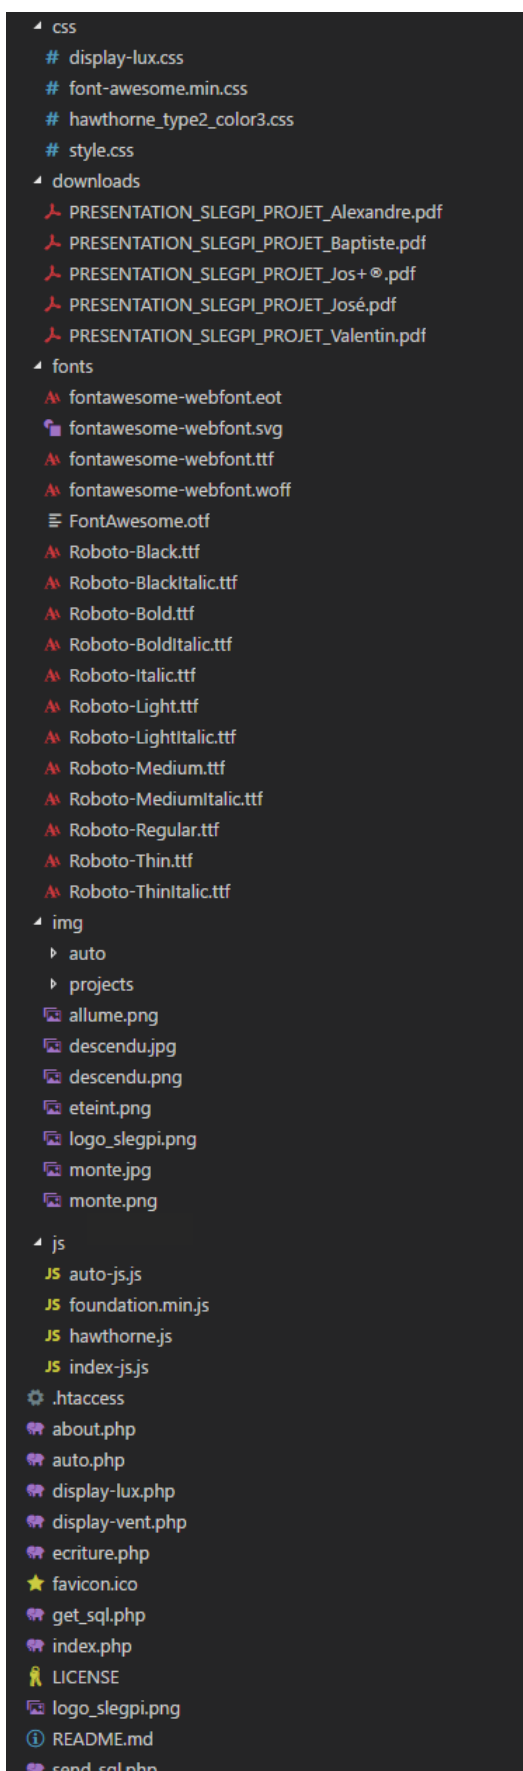 css
# display-lux.css
# font-awesome.min.css
# hawthorne_type2_color3.css
# style.css
downloads
PRESENTATION_SLEGPI_PROJET_Alexandre.pdf
PRESENTATION_SLEGPI_PROJET_Baptiste.pdf
PRESENTATION_SLEGPI_PROJET_Jos+®.pdf
PRESENTATION_SLEGPI_PROJET_José.pdf
PRESENTATION_SLEGPI_PROJET_Valentin.pdf
fonts
fontawesome-webfont.eot
fontawesome-webfont.svg
fontawesome-webfont.ttf
fontawesome-webfont.woff
FontAwesome.otf
Roboto-Black.ttf
Roboto-BlackItalic.ttf
Roboto-Bold.ttf
Roboto-BoldItalic.ttf
Roboto-Italic.ttf
Roboto-Light.ttf
Roboto-LightItalic.ttf
Roboto-Medium.ttf
Roboto-MediumItalic.ttf
Roboto-Regular.ttf
Roboto-Thin.ttf
Roboto-ThinItalic.ttf
img
auto
projects
allume.png
descendu.jpg
descendu.png
eteint.png
logo_slegpi.png
monte.jpg
monte.png
js
JS auto-js.js
JS foundation.min.js
JS hawthorne.js
JS index-js.js
.htaccess
about.php
auto.php
display-lux.php
display-vent.php
ecriture.php
favicon.ico
get_sql.php
index.php
LICENSE
logo_slegpi.png
README.md
send_sql.php